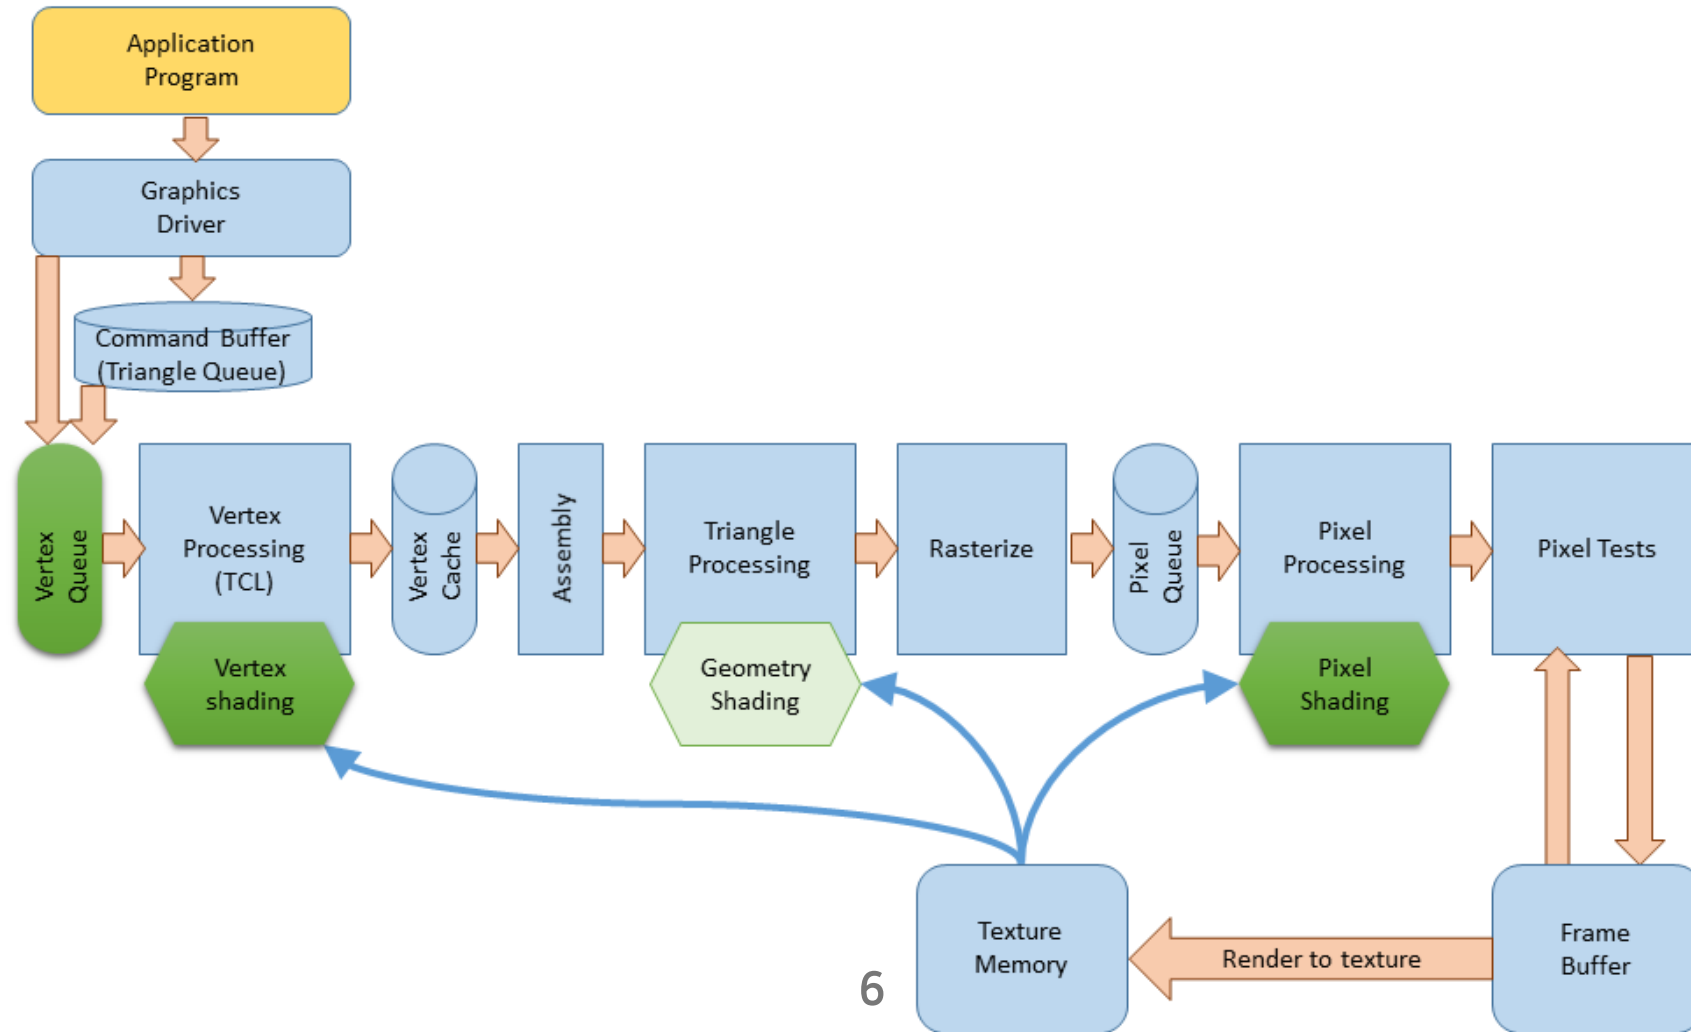 Application
Program
Graphics
Driver
Command Buffer
(Triangle Queue)
Vertex
Queue
Vertex
Processing
(TCL)
Vertex
Cache
Assembly
Triangle
Processing
Rasterize
Pixel
Queue
Pixel
Processing
Pixel Tests
Vertex
shading
Geometry
Shading
Pixel
Shading
Texture
Memory
Render to texture
Frame
Buffer
6